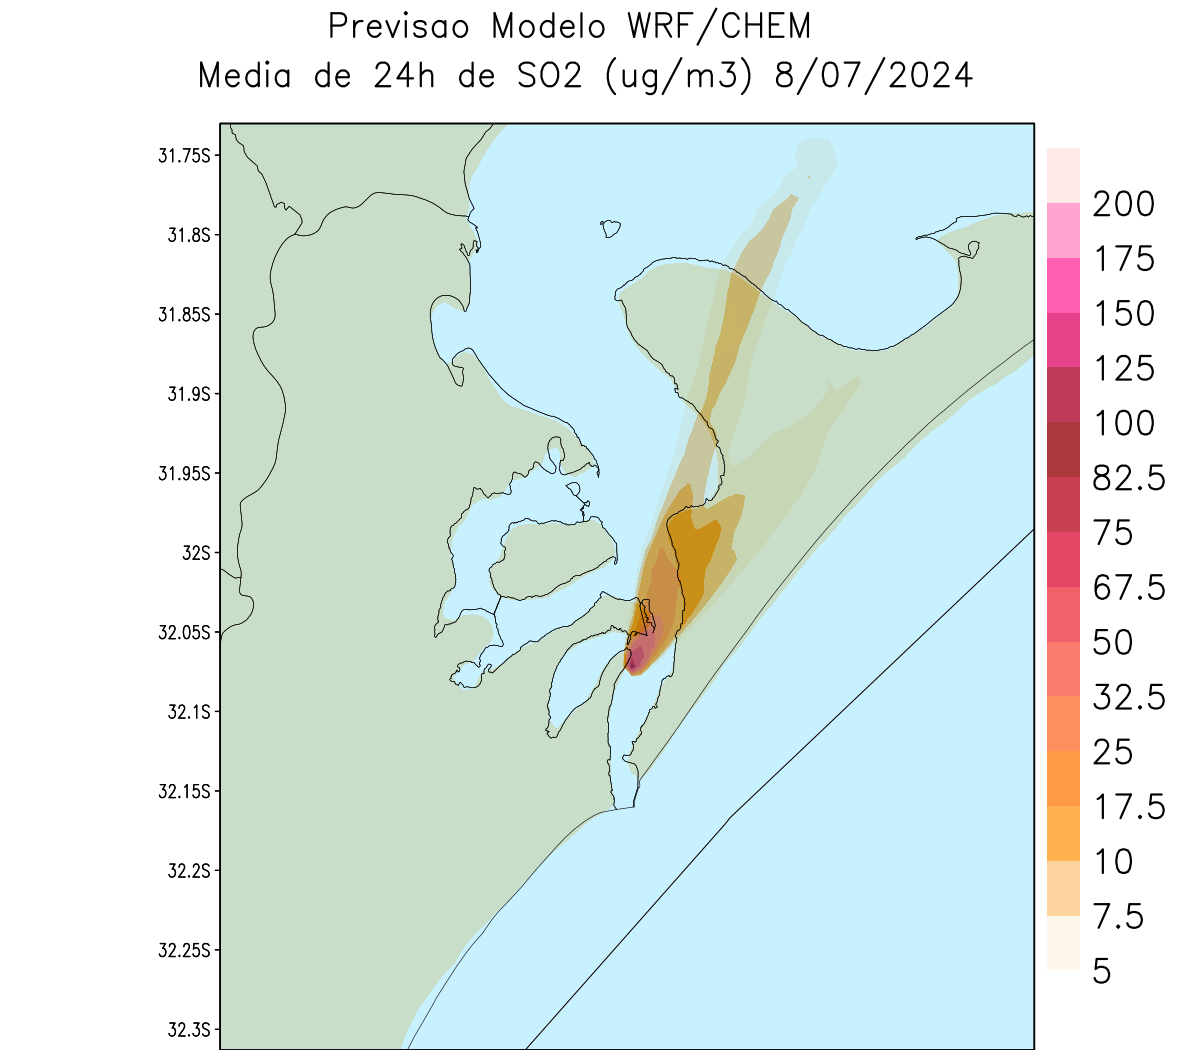 Previsao Modelo WRF/CHEM
Media de 24h de SO2 (ug/m3) 8/07/2024
31.75S
31.8S
31.85S
31.9S
31.95S
32S
32.05S
32.1S
32.15S
32.2S
32.25S
32.3S
200
175
150
125
100
82.5
75
67.5
50
32.5
25
17.5
10
7.5
5